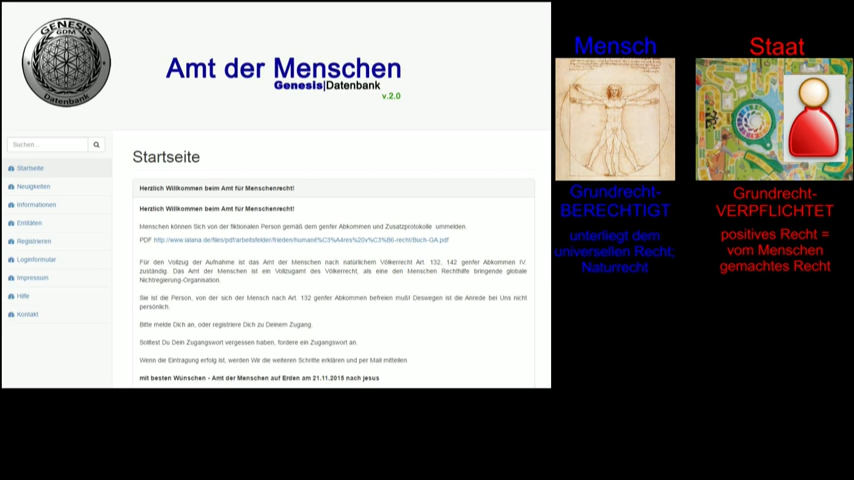 GENESIS
GDM
Datenbank
Amt der Menschen
Genesis|Datenbank
v.2.0
Suchen ...
Startseite
Neuigkeiten
Informationen
Entitäten
Registrieren
Loginformular
Impressum
Hilfe
Kontakt
Startseite
Herzlich Willkommen beim Amt für Menschenrecht!
Herzlich Willkommen beim Amt für Menschenrecht!
Menschen können Sich von der fiktionalen Person gemäß dem genfer Abkommen und Zusatzprotokolle ummelden.
PDF http://www.ialana.de/files/pdf/arbeitsfelder/frieden/humanit%C3%A4res%20v%C3%B6-recht/Buch-GA.pdf
Für den Vollzug der Aufnahme ist das Amt der Menschen nach natürlichem Völkerrecht Art. 132, 142 genfer Abkommen IV.
zuständig. Das Amt der Menschen ist ein Vollzugamt des Völkerrecht, als eine den Menschen Rechthilfe bringende globale
Nichtregierung-Organisation.
Sie ist die Person, von der sich der Mensch nach Art. 132 genfer Abkommen befreien muß! Deswegen ist die Anrede bei Uns nicht
persönlich.
Bitte melde Dich an, oder registriere Dich zu Deinem Zugang.
Solltest Du Dein Zugangswort vergessen haben, fordere ein Zugangswort an.
Wenn die Eintragung erfolg ist, werden Wir die weiteren Schritte erklären und per Mail mitteilen
mit besten Wünschen - Amt der Menschen auf Erden am 21.11.2015 nach jesus
Mensch
Grundrecht-
BERECHTIGT
unterliegt dem
universellen Recht;
Naturrecht
Staat
Grundrecht-
VERPFLICHTET
positives Recht =
vom Menschen
gemachtes Recht